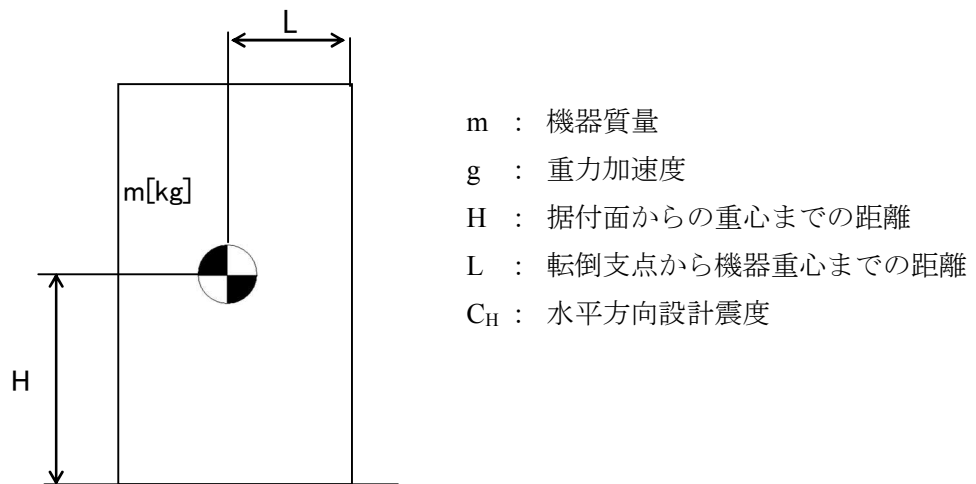 L
m[kg]
H
m : 機器質量
g : 重力加速度
H : 据付面からの重心までの距離
L : 転倒支点から機器重心までの距離
CH : 水平方向設計震度